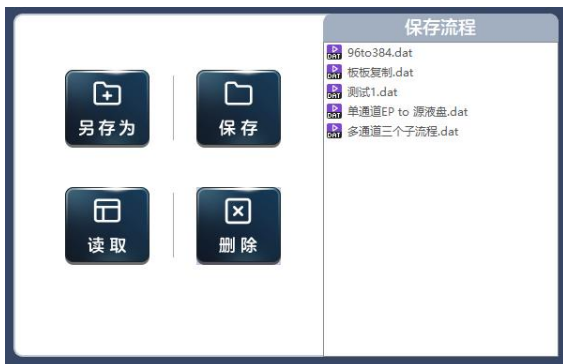 另存为
保存
读取
删除
保存流程
96to384.dat
板板复制.dat
测试1.dat
单通道EP to 源液盘.dat
多通道三个子流程.dat